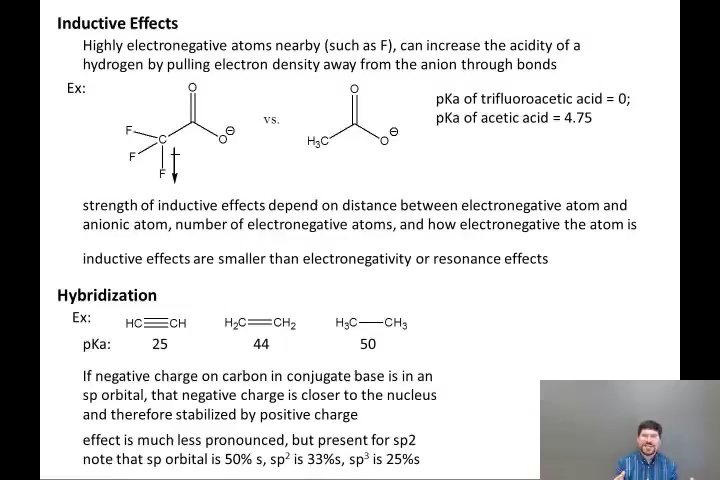 Inductive Effects
Highly electronegative atoms nearby (such as F), can increase the acidity of a
hydrogen by pulling electron density away from the anion through bonds
Ex:
O
F
C
O
⊖
F
F
vs.
O
H₃C
O
⊖
pKa of trifluoroacetic acid = 0;
pKa of acetic acid = 4.75
strength of inductive effects depend on distance between electronegative atom and
anionic atom, number of electronegative atoms, and how electronegative the atom is
inductive effects are smaller than electronegativity or resonance effects
Hybridization
Ex: HC CH H₂C CH₂ H₃C CH₃
pKa: 25 44 50
If negative charge on carbon in conjugate base is in an
sp orbital, that negative charge is closer to the nucleus
and therefore stabilized by positive charge
effect is much less pronounced, but present for sp2
note that sp orbital is 50% s, sp² is 33%s, sp³ is 25%s